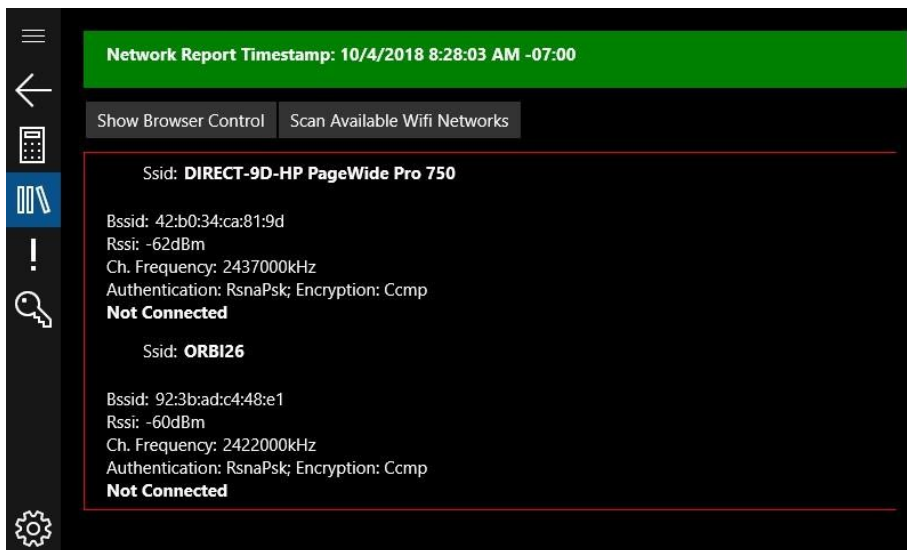 Network Report Timestamp: 10/4/2018 8:28:03 AM -07:00
Show Browser Control
Scan Available Wifi Networks
Ssid: DIRECT-9D-HP PageWide Pro 750
Bssid: 42:b0:34:ca:81:9d
Rssi: -62dBm
Ch. Frequency: 2437000kHz
Authentication: RsnaPsk; Encryption: Ccmp
Not Connected
Ssid: ORBI26
Bssid: 92:3b:ad:c4:48:e1
Rssi: -60dBm
Ch. Frequency: 2422000kHz
Authentication: RsnaPsk; Encryption: Ccmp
Not Connected